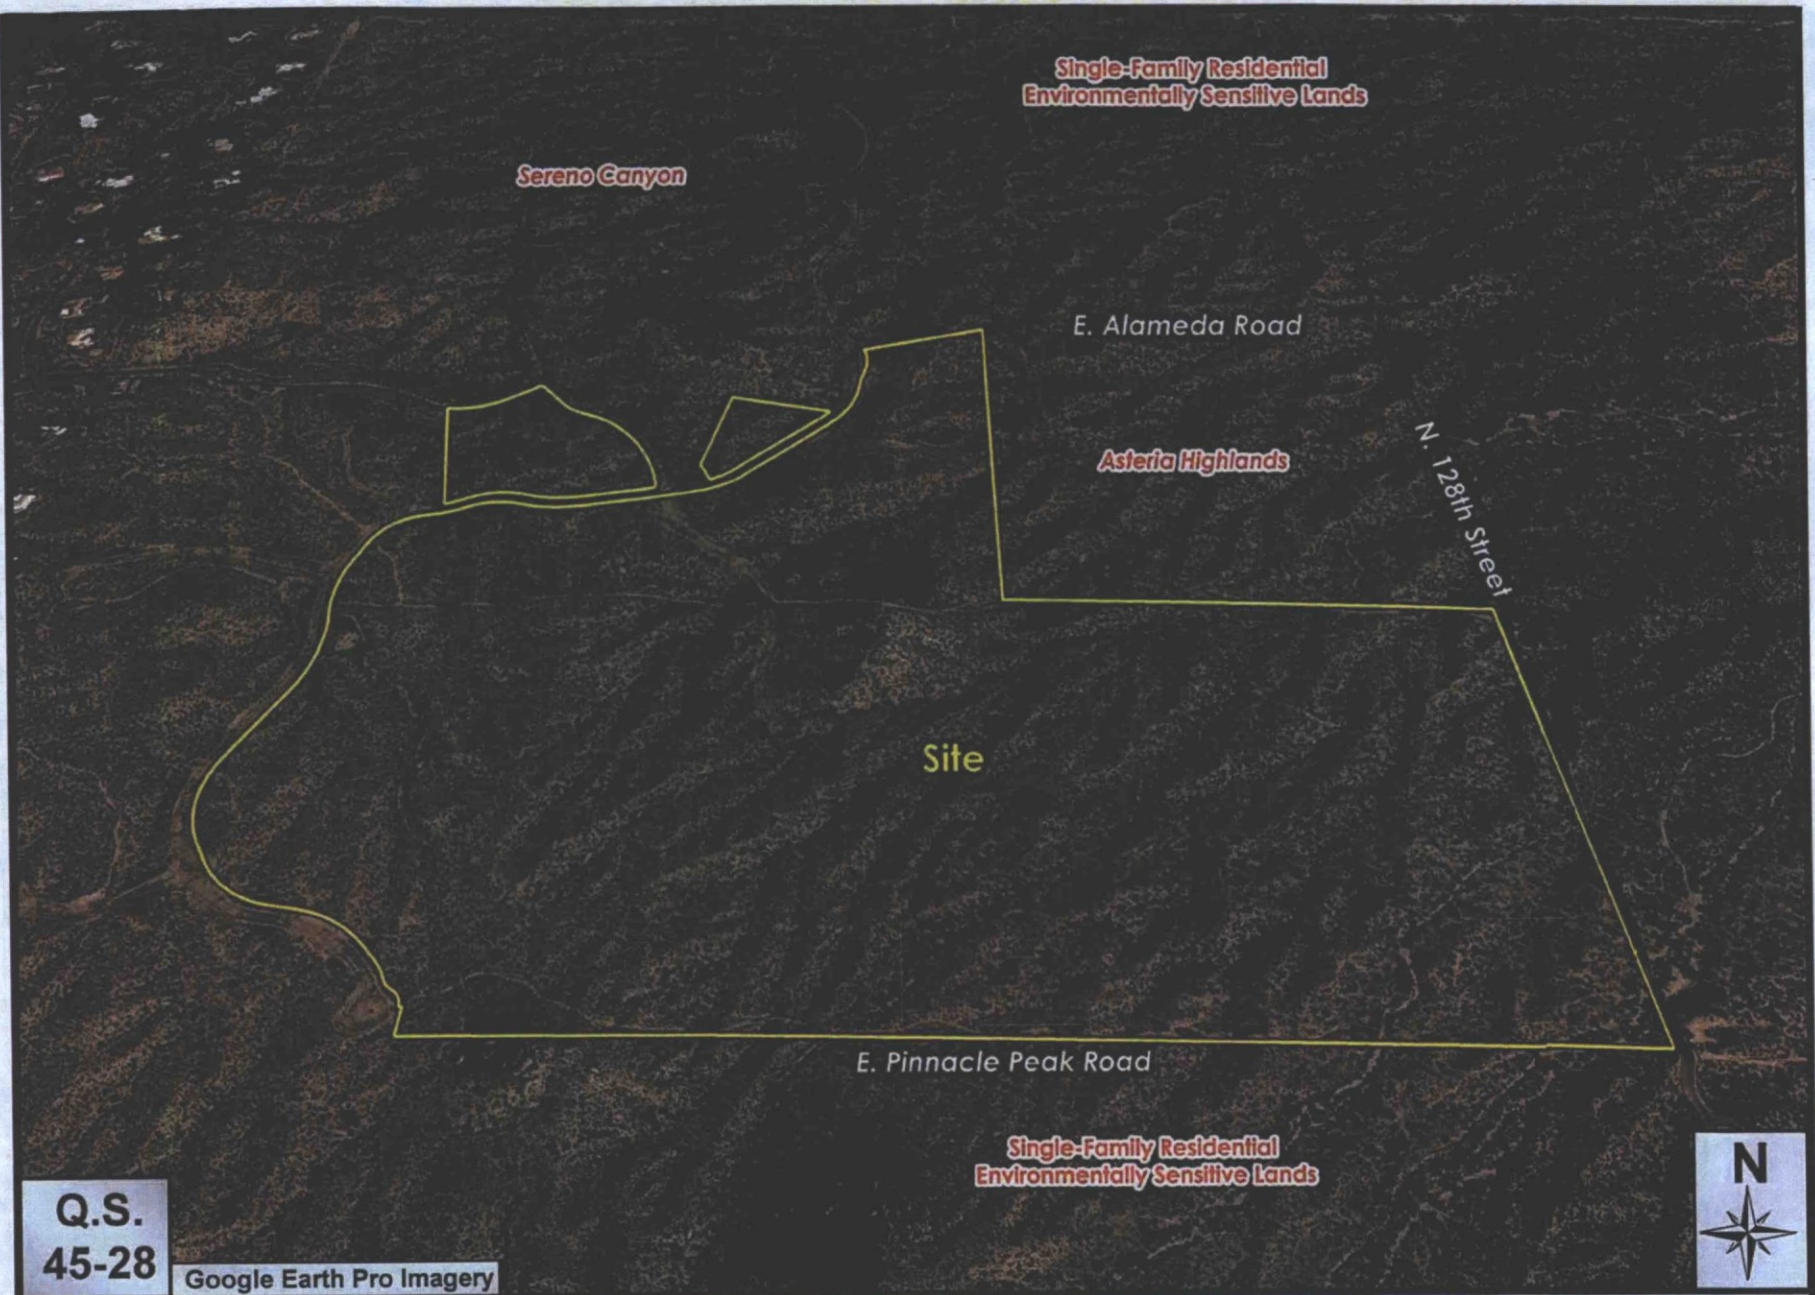 Single-Family Residential
Environmentally Sensitive Lands
Sereno Canyon
E. Alameda Road
Asteria Highlands
N. 128th Street
Site
E. Pinnacle Peak Road
Single-Family Residential
Environmentally Sensitive Lands
N
Q.S.
45-28
Google Earth Pro Imagery